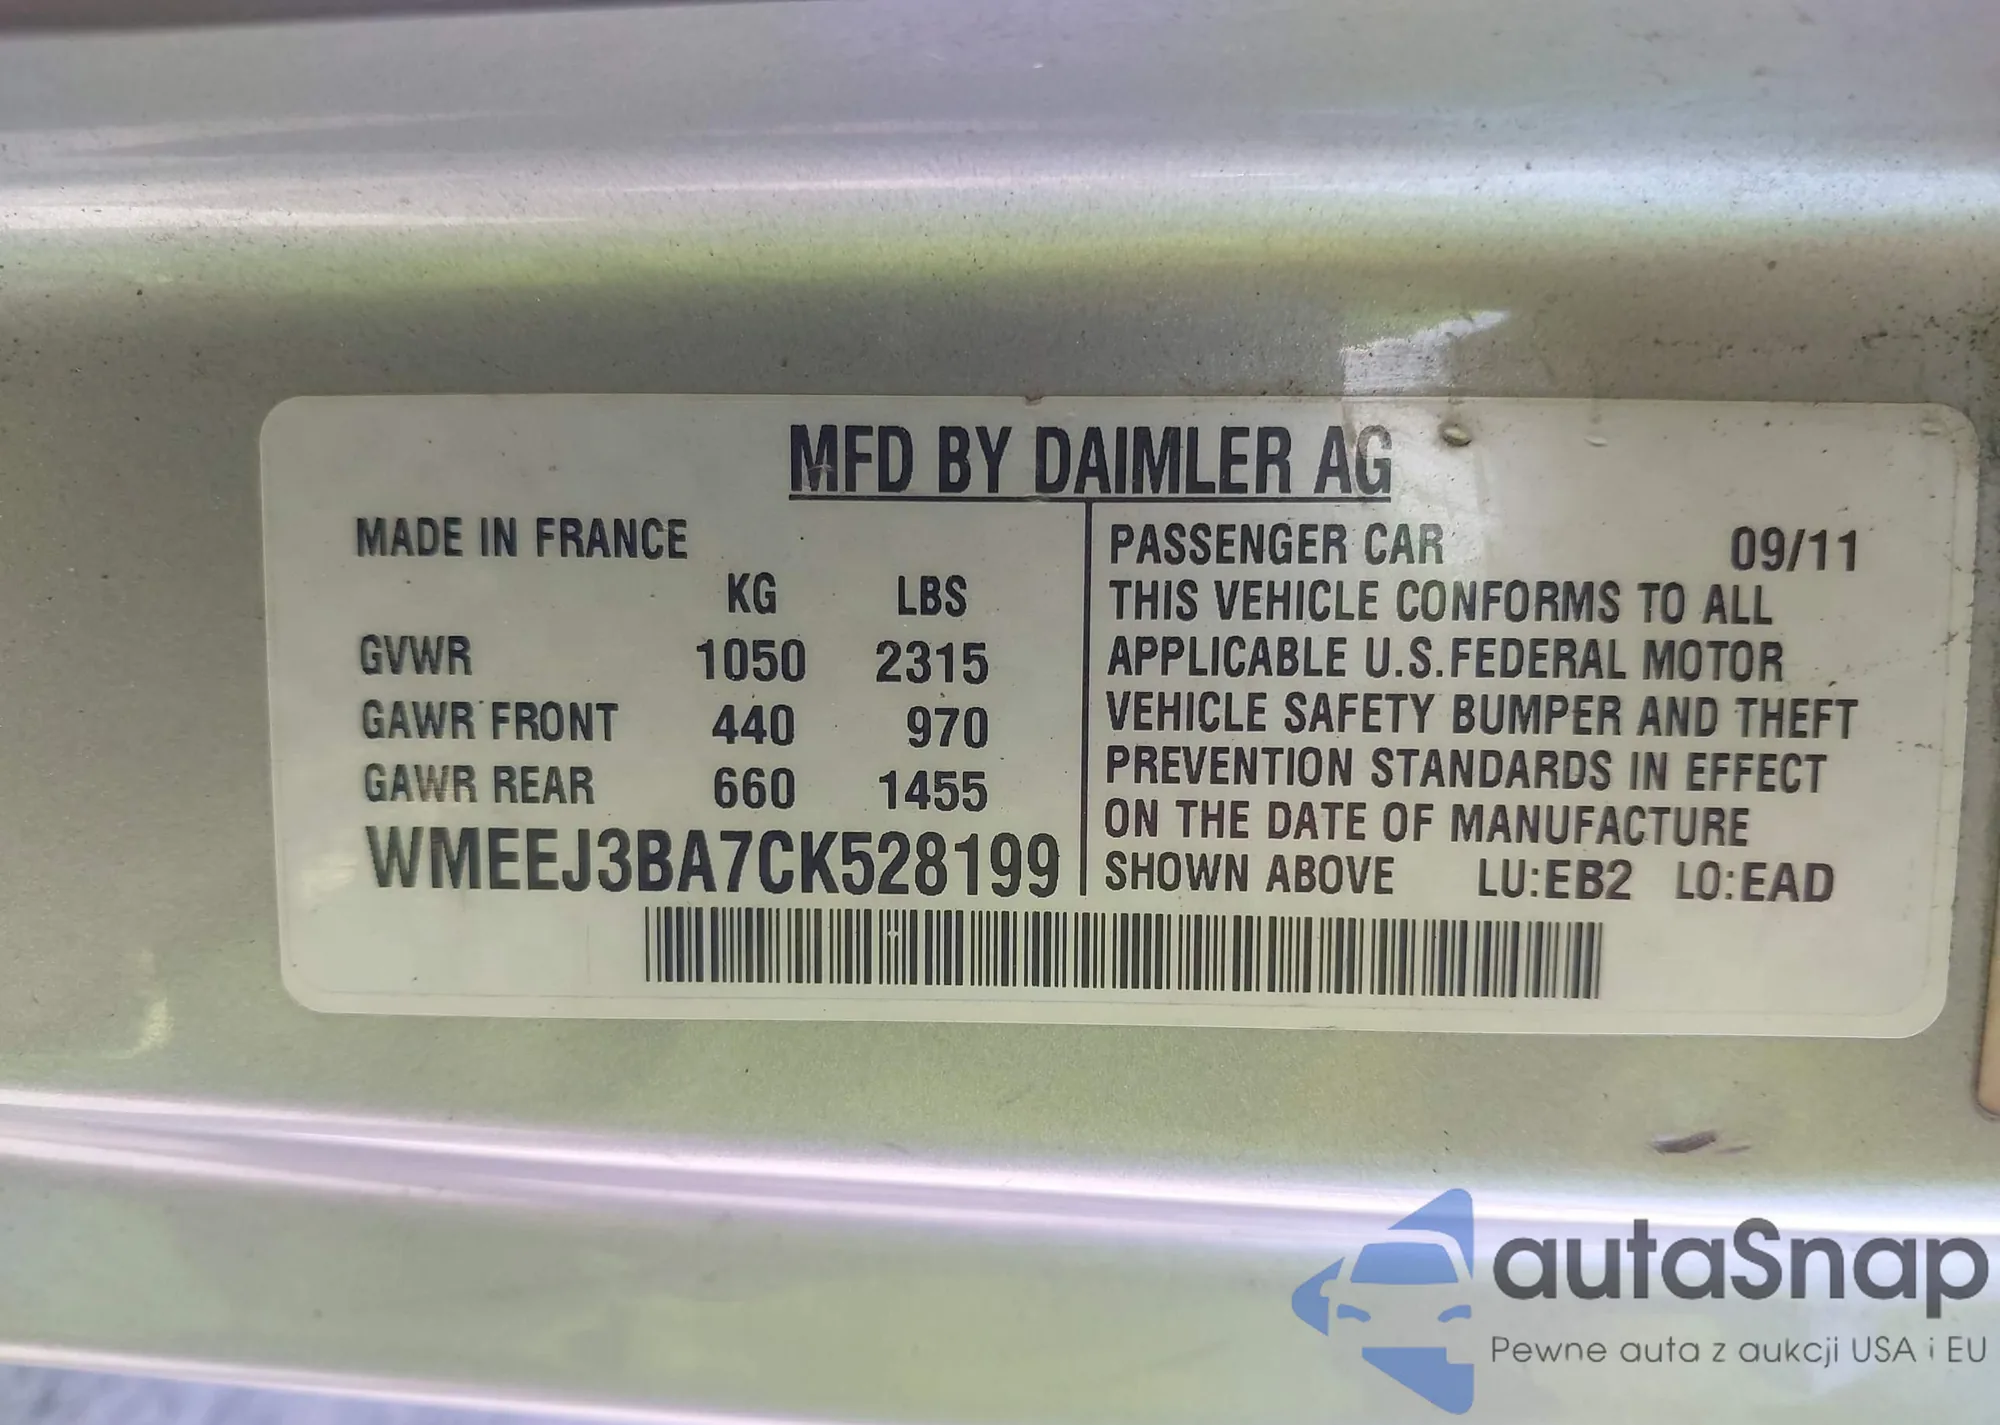 MFD BY DAIMLER AG
MADE IN FRANCE
KG LBS
GVWR 1050 2315
GAWR FRONT 440 970
GAWR REAR 660 1455
WMEEJ3BA7CK528199
PASSENGER CAR 09/11
THIS VEHICLE CONFORMS TO ALL
APPLICABLE U.S.FEDERAL MOTOR
VEHICLE SAFETY BUMPER AND THEFT
PREVENTION STANDARDS IN EFFECT
ON THE DATE OF MANUFACTURE
SHOWN ABOVE LU:EB2 LO:EAD
autaSnap
Pewne auta z aukcji USA i EU